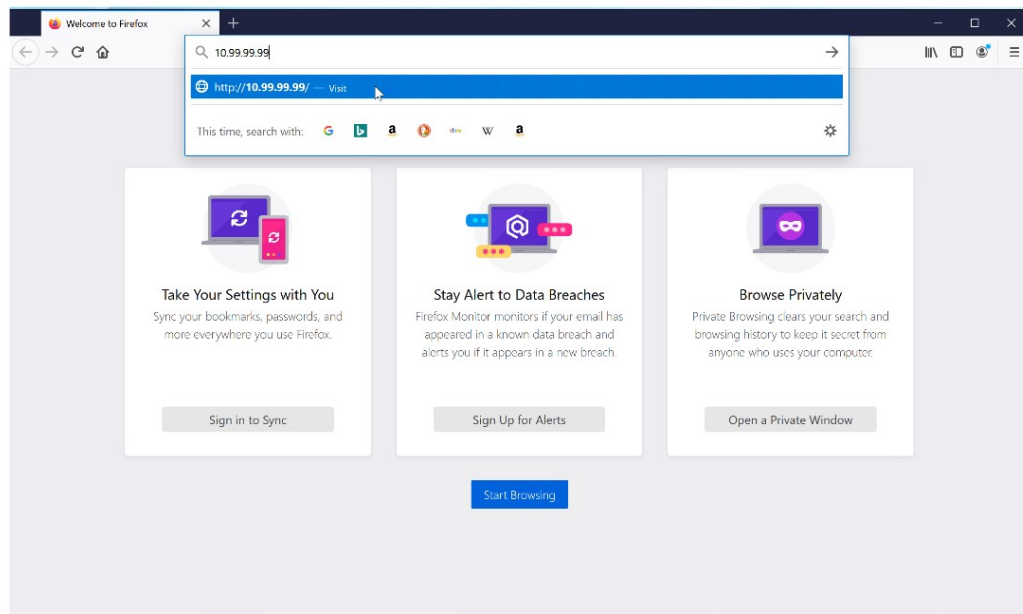 Welcome to Firefox
10.99.99.99
http://10.99.99.99/ — Visit
This time, search with:
Take Your Settings with You
Sync your bookmarks, passwords, and
more everywhere you use Firefox.
Sign in to Sync
Stay Alert to Data Breaches
Firefox Monitor monitors if your email has
appeared in a known data breach and
alerts you if it appears in a new breach.
Sign Up for Alerts
Browse Privately
Private Browsing clears your search and
browsing history to keep it secret from
anyone who uses your computer.
Open a Private Window
Start Browsing